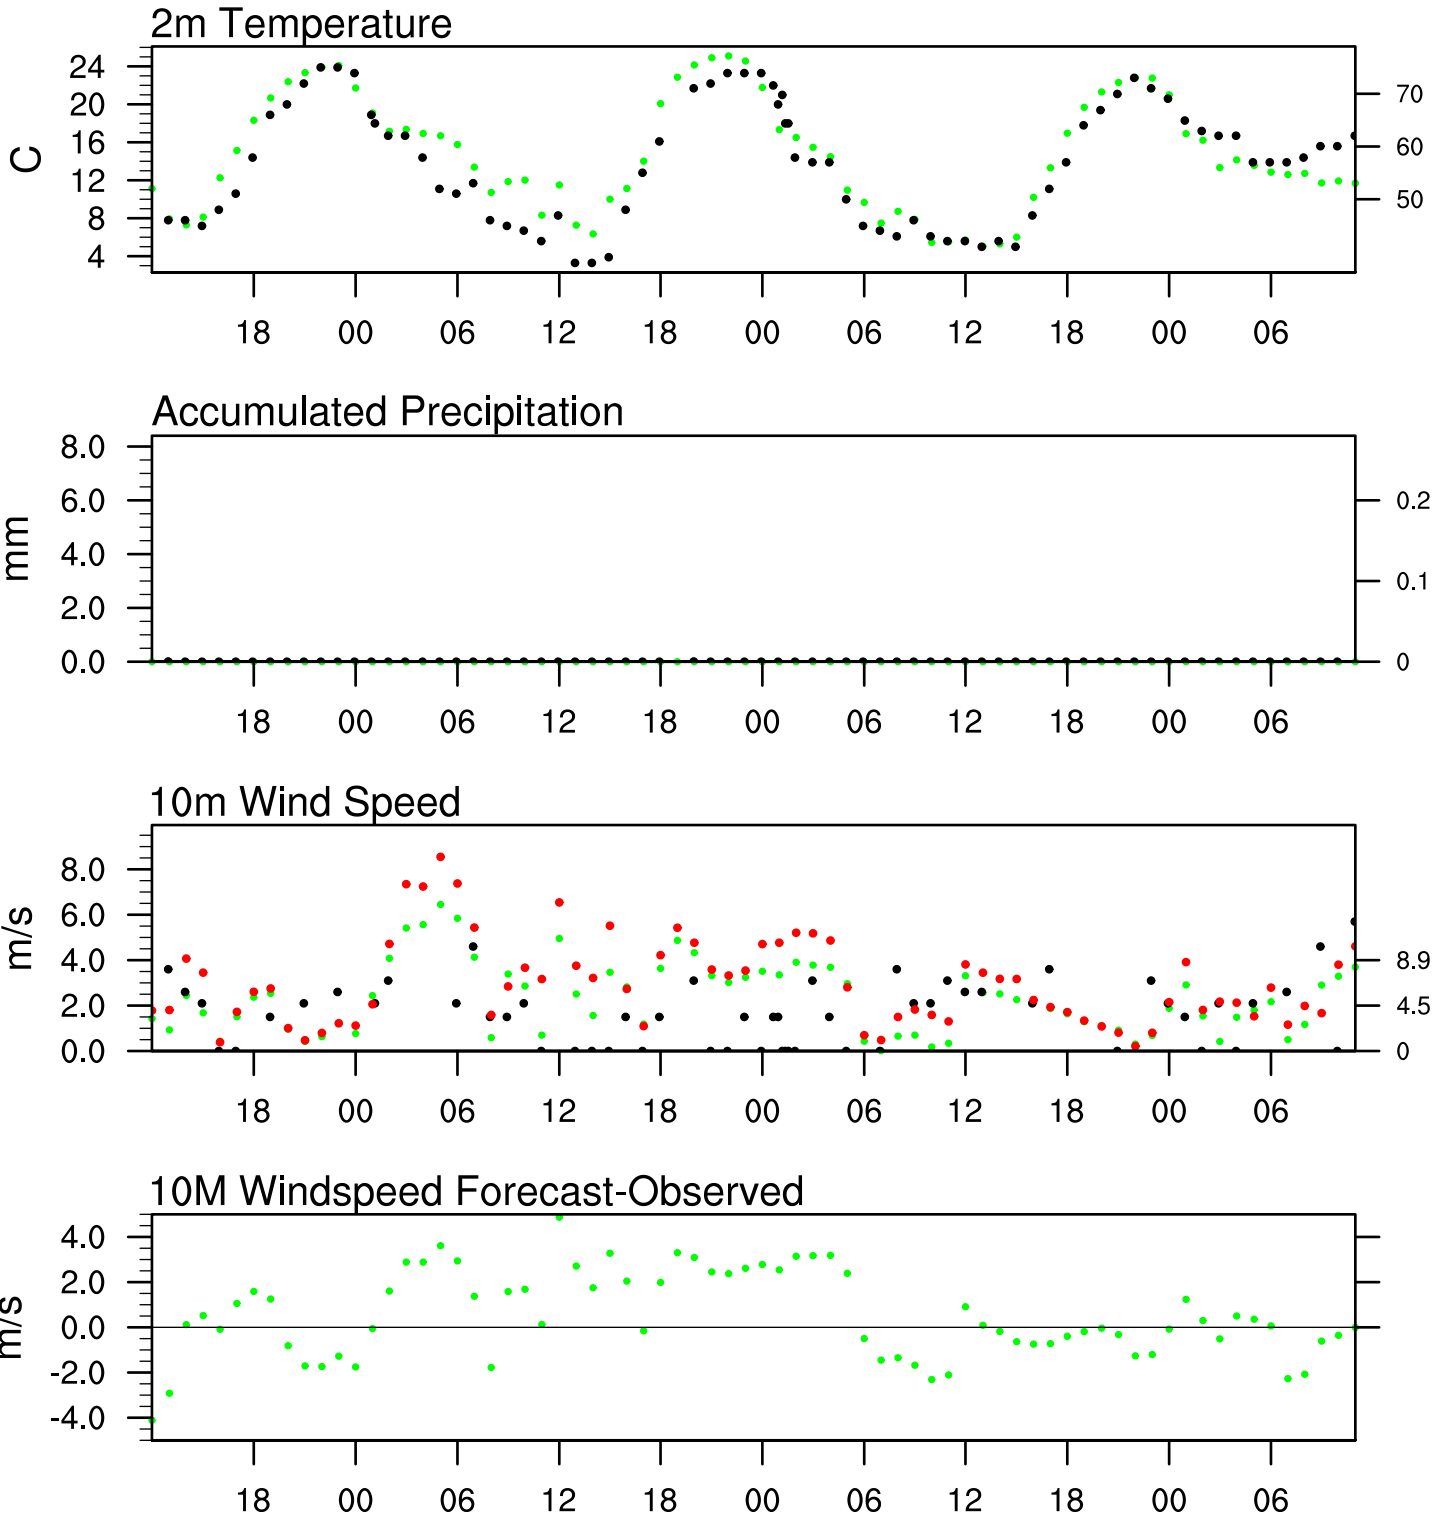 2m Temperature
24
20
16
12
8
4
C
70
60
50
18 00 06 12 18 00 06 12 18 00 06
Accumulated Precipitation
8.0
6.0
4.0
2.0
0.0
mm
0.2
0.1
0
18 00 06 12 18 00 06 12 18 00 06
10m Wind Speed
8.0
6.0
4.0
2.0
0.0
m/s
8.9
4.5
0
18 00 06 12 18 00 06 12 18 00 06
10M Windspeed Forecast-Observed
4.0
2.0
0.0
-2.0
-4.0
m/s
18 00 06 12 18 00 06 12 18 00 06